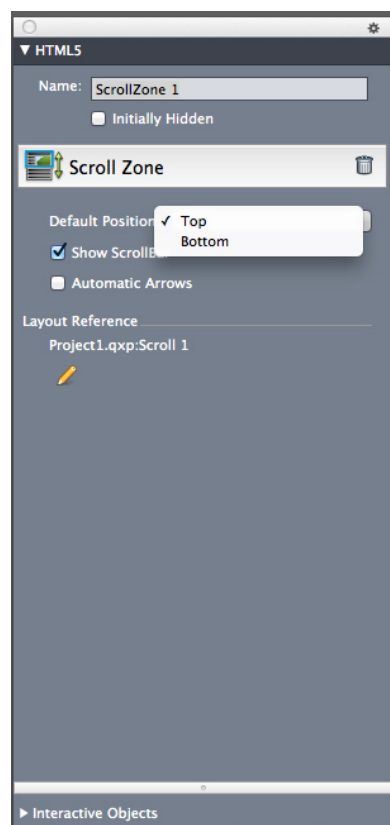 HTML5
Name: ScrollZone 1
Initially Hidden
Scroll Zone
Default Position
✓ Top
Bottom
Show
Automatic Arrows
Layout Reference
Project1.qxp:Scroll 1
Interactive Objects